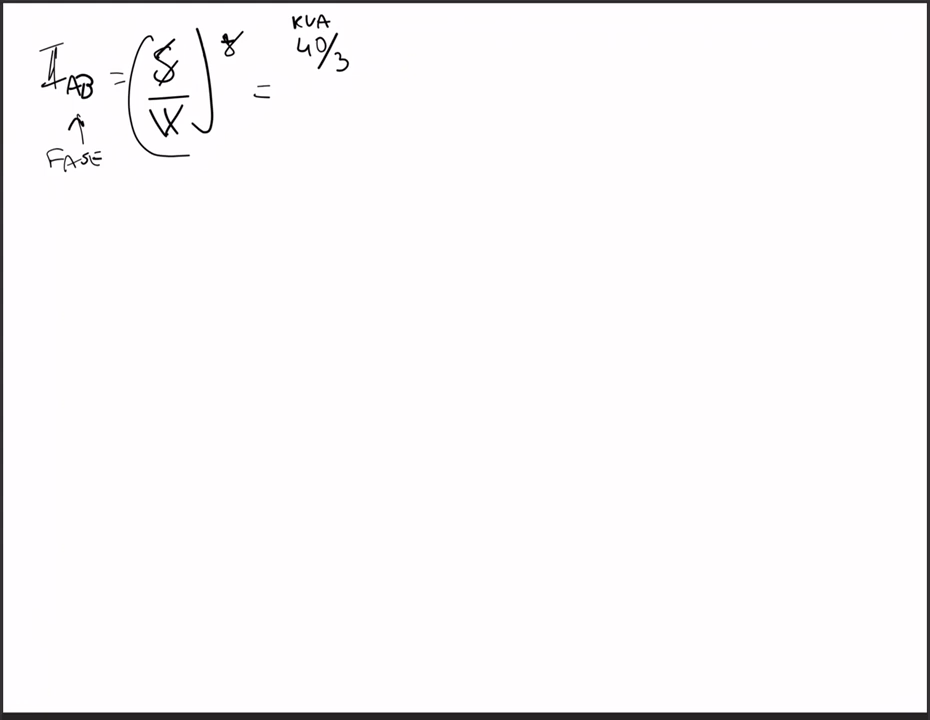 I_AB = (S/V)^* = KVA 40/3
↑
FASE